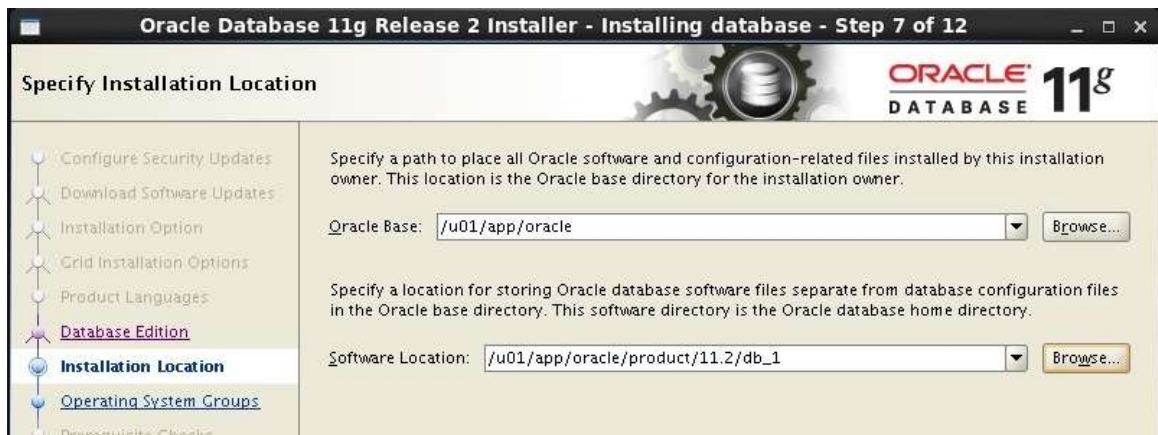 Oracle Database 11g Release 2 Installer - Installing database - Step 7 of 12
Specify Installation Location
ORACLE
DATABASE
11g
Configure Security Updates
Download Software Updates
Installation Option
Grid Installation Options
Product Languages
Database Edition
Installation Location
Operating System Groups
Prerequisite Checks
Specify a path to place all Oracle software and configuration-related files installed by this installation
owner. This location is the Oracle base directory for the installation owner.
Oracle Base: /u01/app/oracle Browse...
Specify a location for storing Oracle database software files separate from database configuration files
in the Oracle base directory. This software directory is the Oracle database home directory.
Software Location: /u01/app/oracle/product/11.2/db_1 Browse...